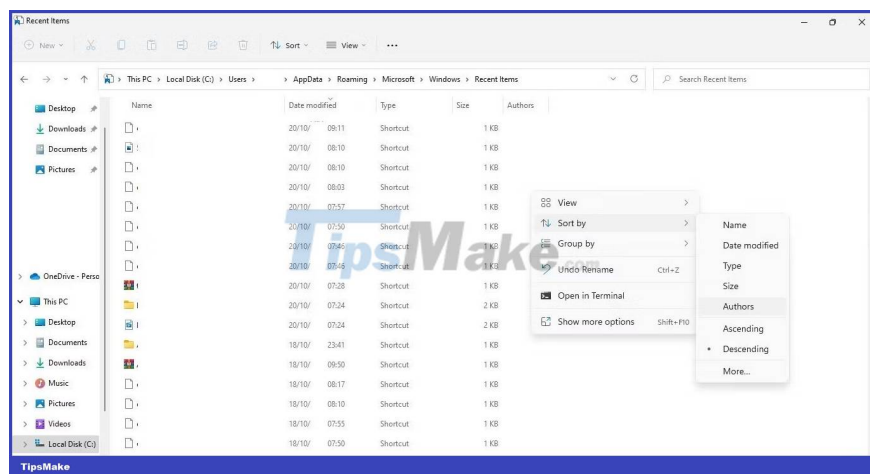 Recent Items
New
Sort
View
This PC > Local Disk (C:) > Users > > AppData > Roaming > Microsoft > Windows > Recent Items
Search Recent Items
Name Date modified Type Size Authors
Desktop
Downloads
Documents
Pictures
OneDrive - Perso
This PC
Desktop
Documents
Downloads
Music
Pictures
Videos
Local Disk (C:)
20/10/ 09:11 Shortcut 1 KB
20/10/ 08:10 Shortcut 1 KB
20/10/ 08:10 Shortcut 1 KB
20/10/ 08:03 Shortcut 1 KB
20/10/ 07:57 Shortcut 1 KB
20/10/ 07:50 Shortcut 1 KB
20/10/ 07:46 Shortcut 1 KB
20/10/ 07:46 Shortcut 1 KB
20/10/ 07:28 Shortcut 1 KB
20/10/ 07:24 Shortcut 2 KB
20/10/ 07:24 Shortcut 2 KB
18/10/ 23:41 Shortcut 1 KB
18/10/ 09:50 Shortcut 1 KB
18/10/ 08:17 Shortcut 1 KB
18/10/ 08:10 Shortcut 1 KB
18/10/ 07:55 Shortcut 1 KB
18/10/ 07:50 Shortcut 1 KB
View
Sort by
Group by
Undo Rename Ctrl+Z
Open in Terminal
Show more options Shift+F10
Name
Date modified
Type
Size
Authors
Ascending
Descending
More...
TipsMake.com
TipsMake